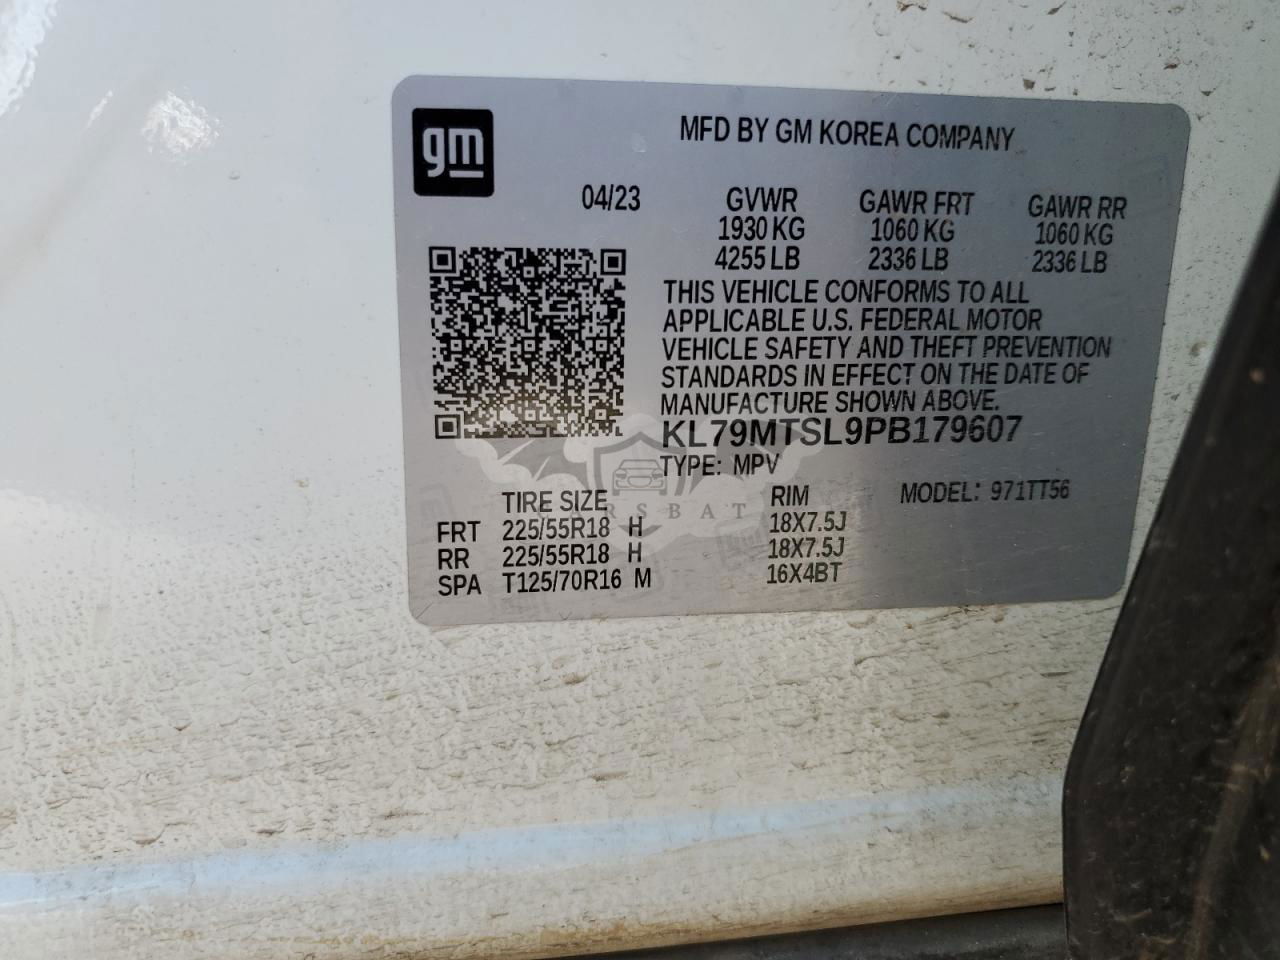 gm
MFD BY GM KOREA COMPANY
04/23 GVWR GAWR FRT GAWR RR
1930 KG 1060 KG 1060 KG
4255 LB 2336 LB 2336 LB
THIS VEHICLE CONFORMS TO ALL
APPLICABLE U.S. FEDERAL MOTOR
VEHICLE SAFETY AND THEFT PREVENTION
STANDARDS IN EFFECT ON THE DATE OF
MANUFACTURE SHOWN ABOVE.
KL79MTSL9PB179607
TYPE: MPV
TIRE SIZE RIM MODEL: 971TT56
FRT 225/55R18 H 18X7.5J
RR 225/55R18 H 18X7.5J
SPA T125/70R16 M 16X4BT
CARSBAT